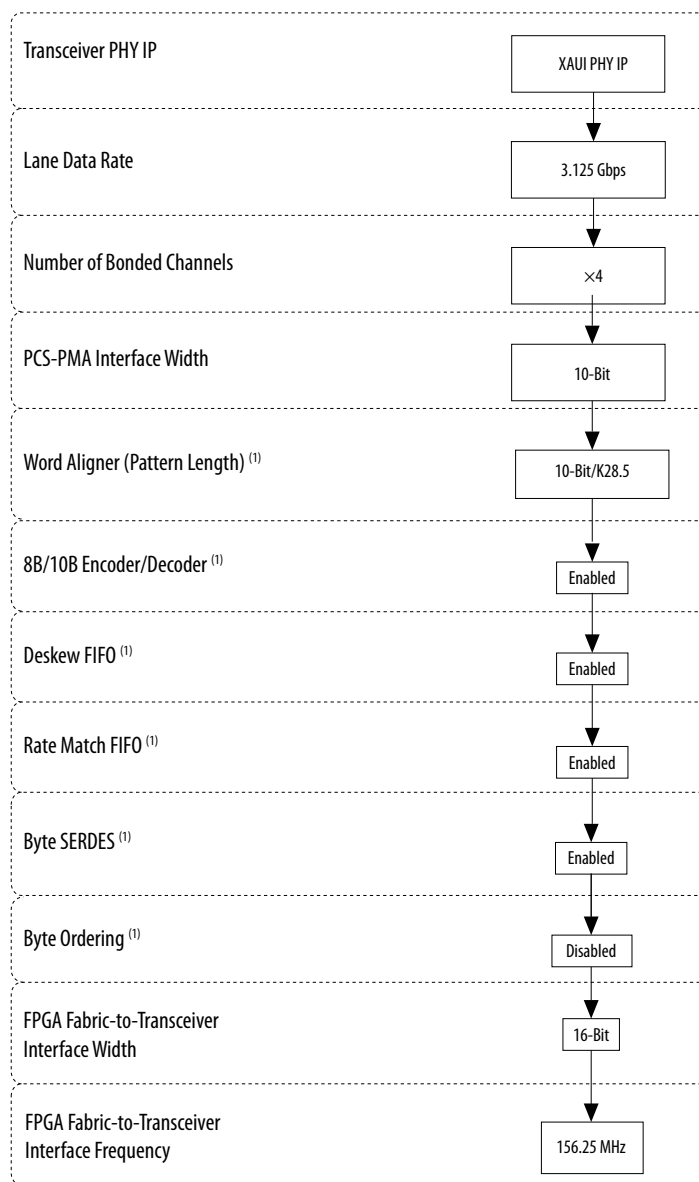 Transceiver PHY IP
XAUI PHY IP
Lane Data Rate
3.125 Gbps
Number of Bonded Channels
×4
PCS-PMA Interface Width
10-Bit
Word Aligner (Pattern Length) (1)
10-Bit/K28.5
8B/10B Encoder/Decoder (1)
Enabled
Deskew FIFO (1)
Enabled
Rate Match FIFO (1)
Enabled
Byte SERDES (1)
Enabled
Byte Ordering (1)
Disabled
FPGA Fabric-to-Transceiver
Interface Width
16-Bit
FPGA Fabric-to-Transceiver
Interface Frequency
156.25 MHz